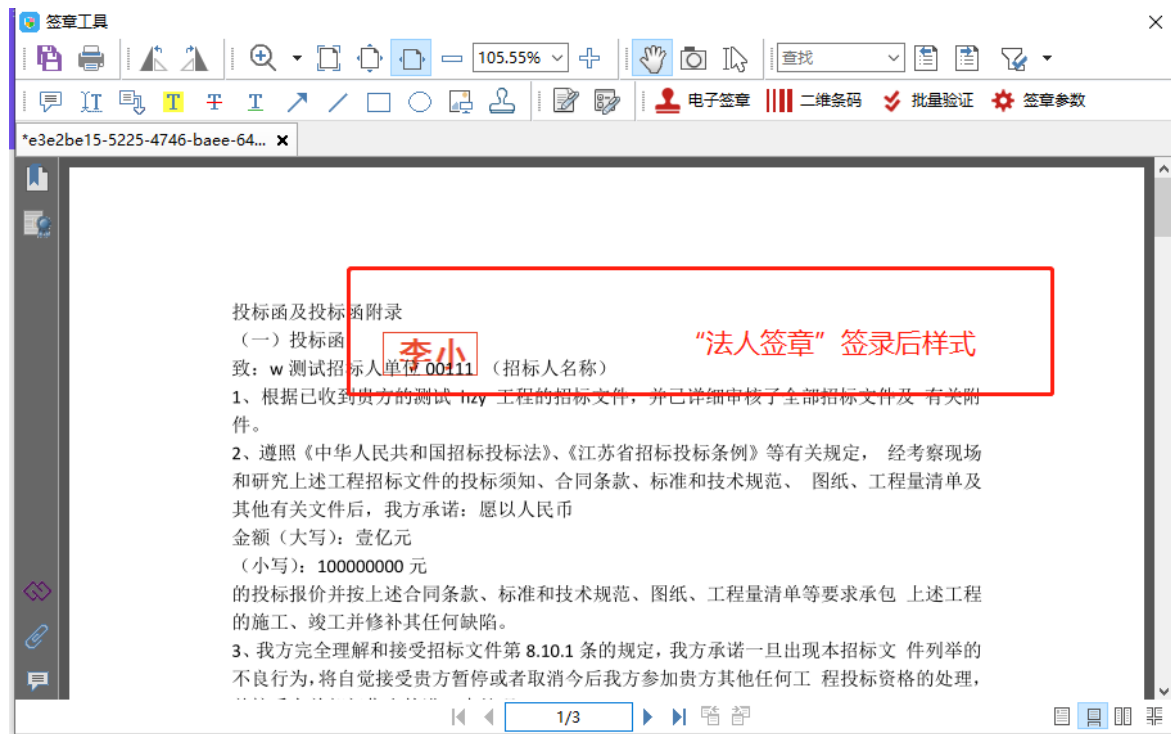 签章工具
105.55%
查找
电子签章 二维条码 批量验证 签章参数
*e3e2be15-5225-4746-baee-64...
投标函及投标函附录
（一）投标函
李小
“法人签章”签录后样式
致：w 测试招标人单位 00111 （招标人名称）
1、根据已收到贵方的测试 hzy 工程的招标文件，并已详细审核了全部招标文件及 有关附
件。
2、遵照《中华人民共和国招标投标法》、《江苏省招标投标条例》等有关规定， 经考察现场
和研究上述工程招标文件的投标须知、合同条款、标准和技术规范、 图纸、工程量清单及
其他有关文件后，我方承诺：愿以人民币
金额（大写）：壹亿元
（小写）：100000000 元
的投标报价并按上述合同条款、标准和技术规范、图纸、工程量清单等要求承包 上述工程
的施工、竣工并修补其任何缺陷。
3、我方完全理解和接受招标文件第 8.10.1 条的规定，我方承诺一旦出现本招标文 件列举的
不良行为，将自觉接受贵方暂停或者取消今后我方参加贵方其他任何工 程投标资格的处理，
1/3